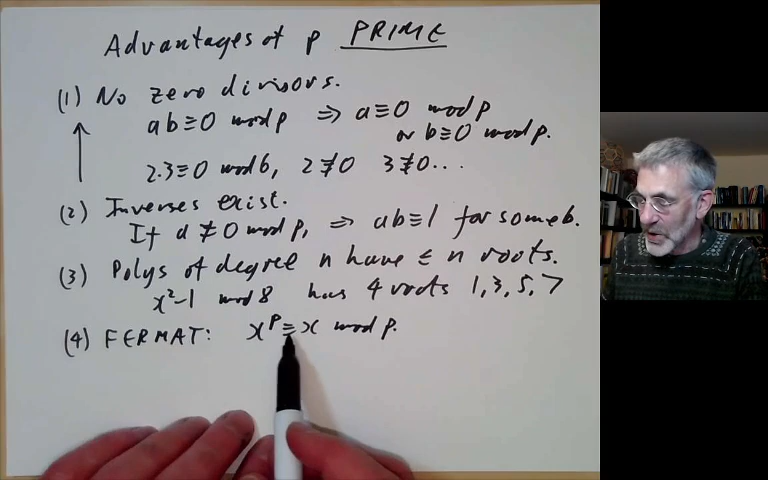 Advantages of p PRIME
(1) No zero divisors.
ab≡0 mod p ⇒ a≡0 mod p
or b≡0 mod p.
2.3≡0 mod 6, 2≢0 3≢0...
(2) Inverses exist.
If a≢0 mod p, ⇒ ab≡1 for some b.
(3) Polys of degree n have ≤ n roots.
x²-1 mod 8 has 4 roots 1,3,5,7
(4) FERMAT: xᵖ≡x mod p.